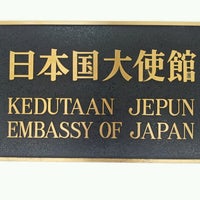 日本国大使館
KEDUTAAN JEPUN
EMBASSY OF JAPAN